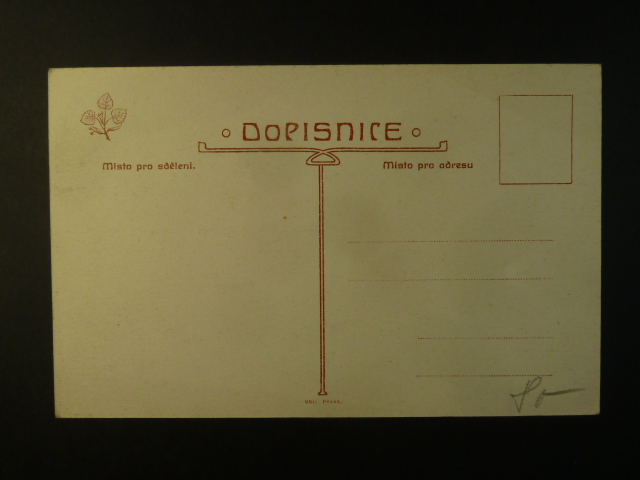 DOPISNICE
Místo pro sdělení.
Místo pro adresu